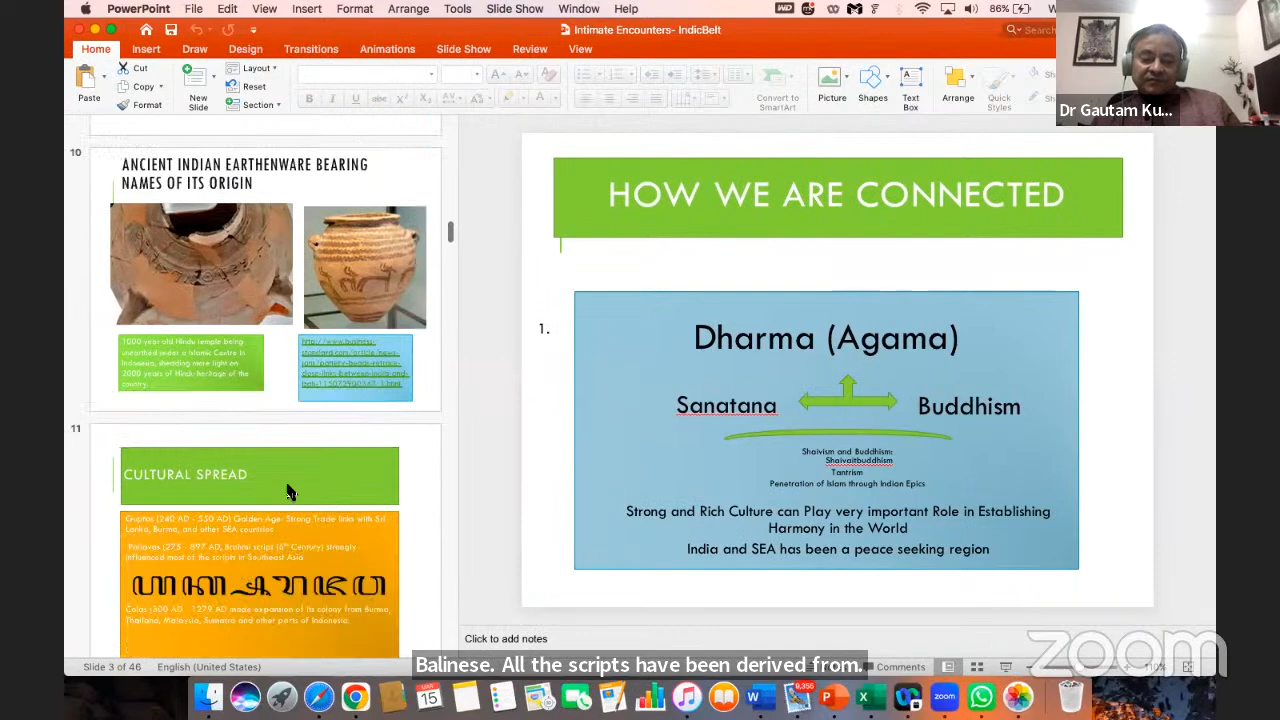 PowerPoint File Edit View Insert Format Arrange Tools Slide Show Window Help
86%
Intimate Encounters- IndicBelt
Home Insert Draw Design Transitions Animations Slide Show Review View
Paste
Cut
Copy
Format
New
Slide
Layout
Reset
Section
Convert to
SmartArt
Picture
Shapes
Text
Box
Arrange
Quick
Styles
Dr Gautam Ku...
10
ANCIENT INDIAN EARTHENWARE BEARING
NAMES OF ITS ORIGIN
1000-year old Hindu temple being
unearthed under a Islamic Centre in
Indonesia, shedding more light on
2000 years of Hindu heritage of the
country.
11
CULTURAL SPREAD
Guptas (240 AD - 550 AD) Golden Age: Strong Trade links with Sri
Lanka, Burma, and other SEA countries
Pallavas (275 - 897 AD, Brahmi script (6th Century) strongly
influenced most of the scripts in Southeast Asia
Colas (300 AD - 1279 AD made expansion of its colony from Burma,
Thailand, Malaysia, Sumatra and other parts of Indonesia.
HOW WE ARE CONNECTED
1.
Dharma (Agama)
Sanatana Buddhism
Shaivism and Buddhism:
Shaivaitbuddhism
Tantrism
Penetration of Islam through Indian Epics
Strong and Rich Culture can Play very important Role in Establishing
Harmony in the World
India and SEA has been a peace seeking region
Click to add notes
Slide 3 of 46 English (United States)
Comments
110%
Balinese. All the scripts have been derived from.
zoom